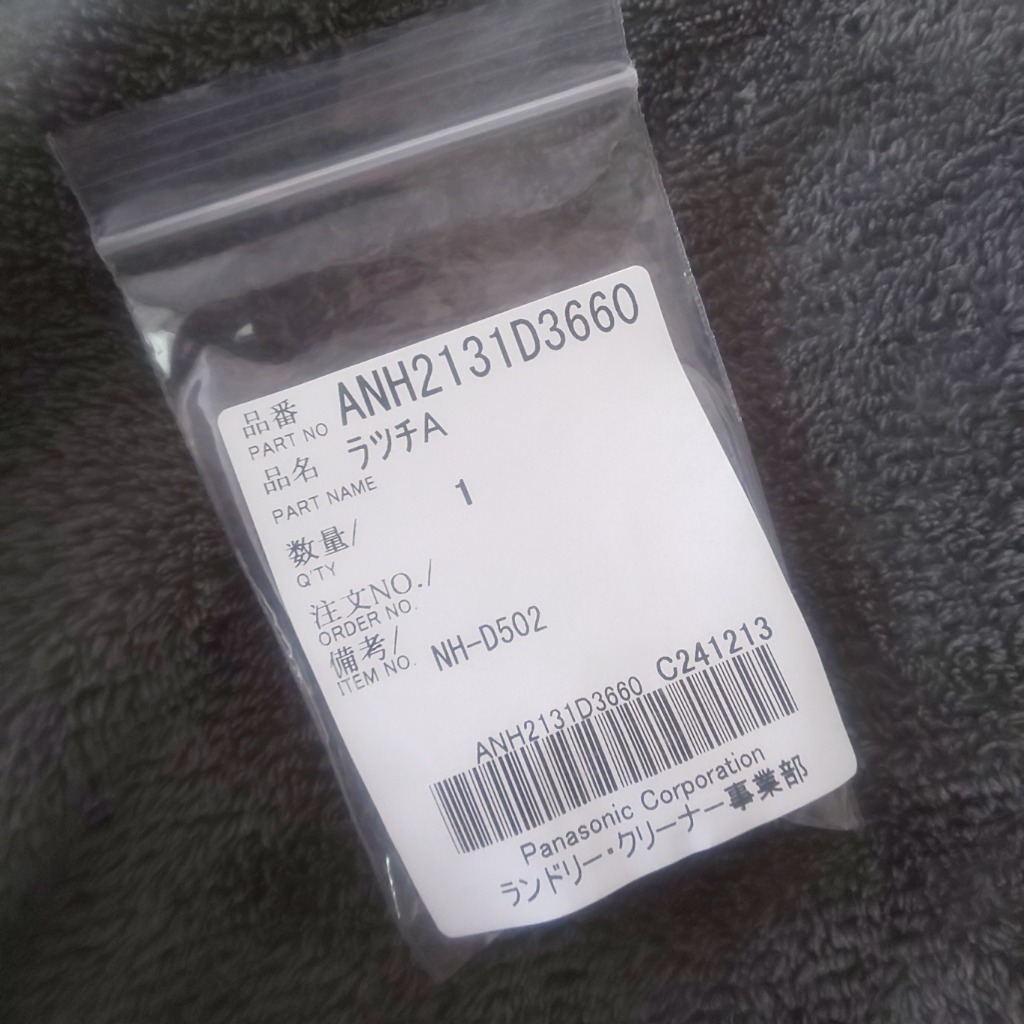 品番 ANH2131D3660
PART NO
品名 ラツチA
PART NAME
数量/ 1
Q'TY
注文NO./
ORDER NO.
備考/ NH-D502
ITEM NO.
ANH2131D3660 C241213
Panasonic Corporation
ランドリー・クリーナー事業部